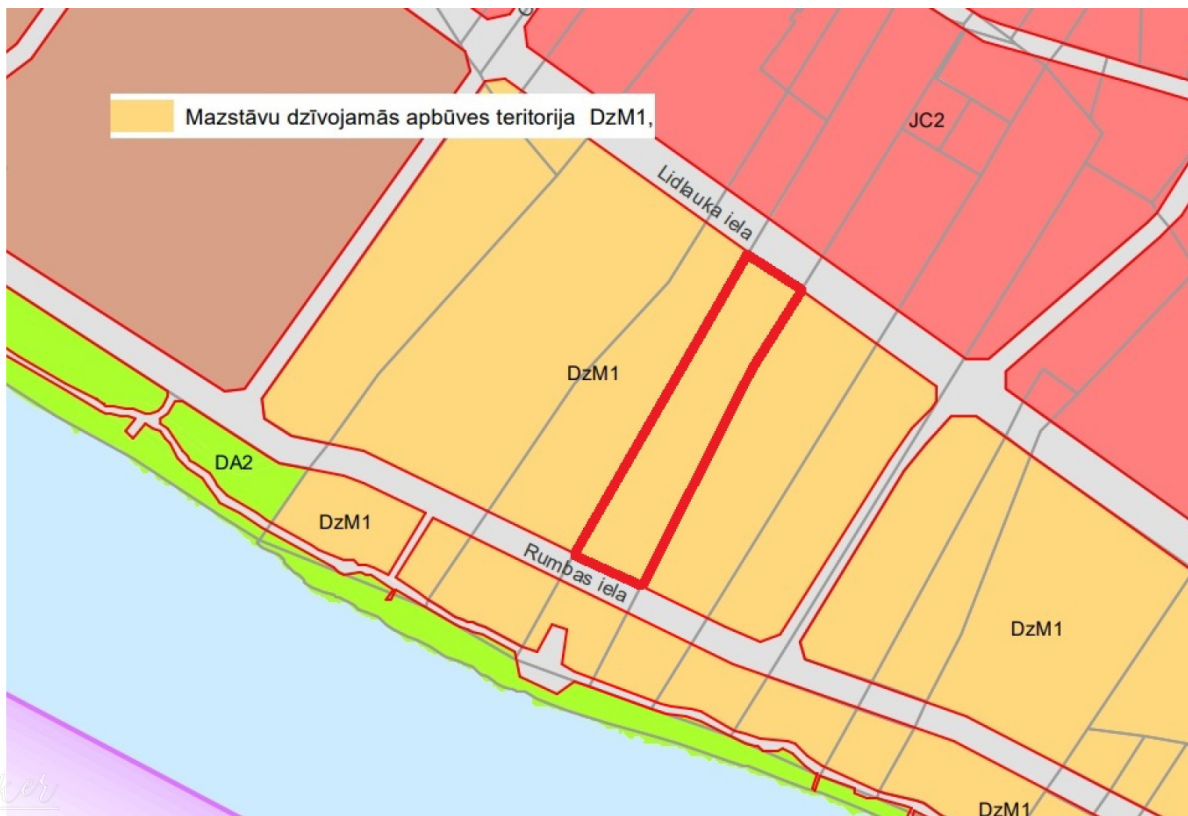 Mazstāvu dzīvojamās apbūves teritorija DzM1,
JC2
Lidlauka iela
DzM1
DA2
DzM1
Rumbas iela
DzM1
DzM1